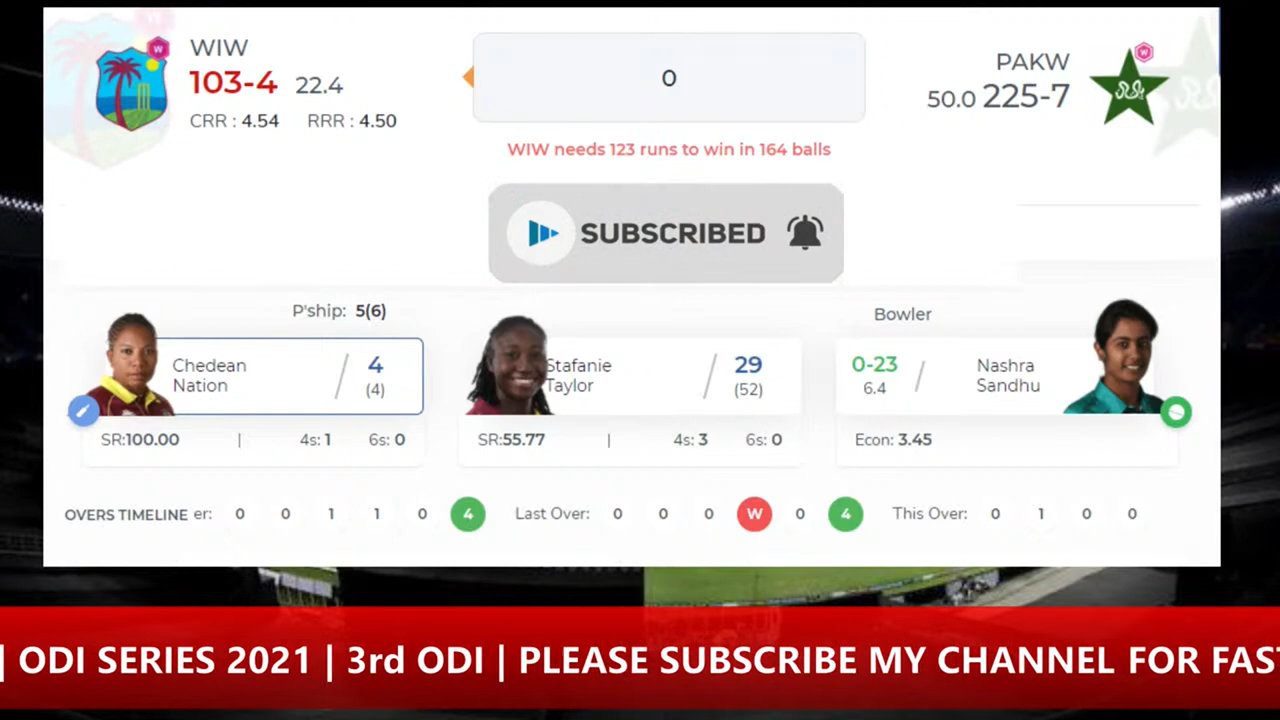 WIW
103-4 22.4
CRR : 4.54 RRR : 4.50
0
PAKW
50.0 225-7
WIW needs 123 runs to win in 164 balls
SUBSCRIBED
P'ship: 5(6)
Bowler
Chedean
Nation
4
(4)
SR:100.00 | 4s: 1 6s: 0
Stafanie
Taylor
29
(52)
SR:55.77 | 4s: 3 6s: 0
0-23
6.4
Nashra
Sandhu
Econ: 3.45
OVERS TIMELINE er: 0 0 1 1 0 4 Last Over: 0 0 0 W 0 4 This Over: 0 1 0 0
| ODI SERIES 2021 | 3rd ODI | PLEASE SUBSCRIBE MY CHANNEL FOR FAS